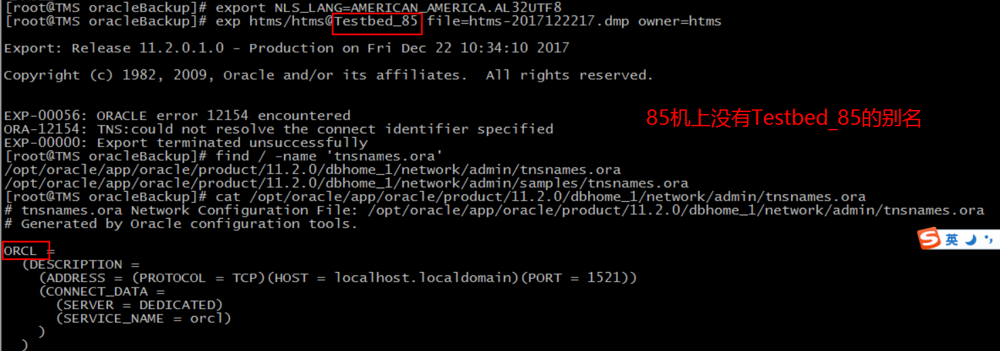 [root@TMS oracleBackup]# export NLS_LANG=AMERICAN_AMERICA.AL32UTF8
[root@TMS oracleBackup]# exp htms/htms@Testbed_85 file=htms-2017122217.dmp owner=htms
Export: Release 11.2.0.1.0 - Production on Fri Dec 22 10:34:10 2017
Copyright (c) 1982, 2009, Oracle and/or its affiliates.  All rights reserved.
EXP-00056: ORACLE error 12154 encountered
85机上没有Testbed_85的别名
ORA-12154: TNS:could not resolve the connect identifier specified
EXP-00000: Export terminated unsuccessfully
[root@TMS oracleBackup]# find / -name 'tnsnames.ora'
/opt/oracle/app/oracle/product/11.2.0/dbhome_1/network/admin/tnsnames.ora
/opt/oracle/app/oracle/product/11.2.0/dbhome_1/network/admin/samples/tnsnames.ora
[root@TMS oracleBackup]# cat /opt/oracle/app/oracle/product/11.2.0/dbhome_1/network/admin/tnsnames.ora
# tnsnames.ora Network Configuration File: /opt/oracle/app/oracle/product/11.2.0/dbhome_1/network/admin/tnsnames.ora
# Generated by Oracle configuration tools.
S 英
ORCL =
  (DESCRIPTION =
    (ADDRESS = (PROTOCOL = TCP)(HOST = localhost.localdomain)(PORT = 1521))
    (CONNECT_DATA =
      (SERVER = DEDICATED)
      (SERVICE_NAME = orcl)
    )
  )